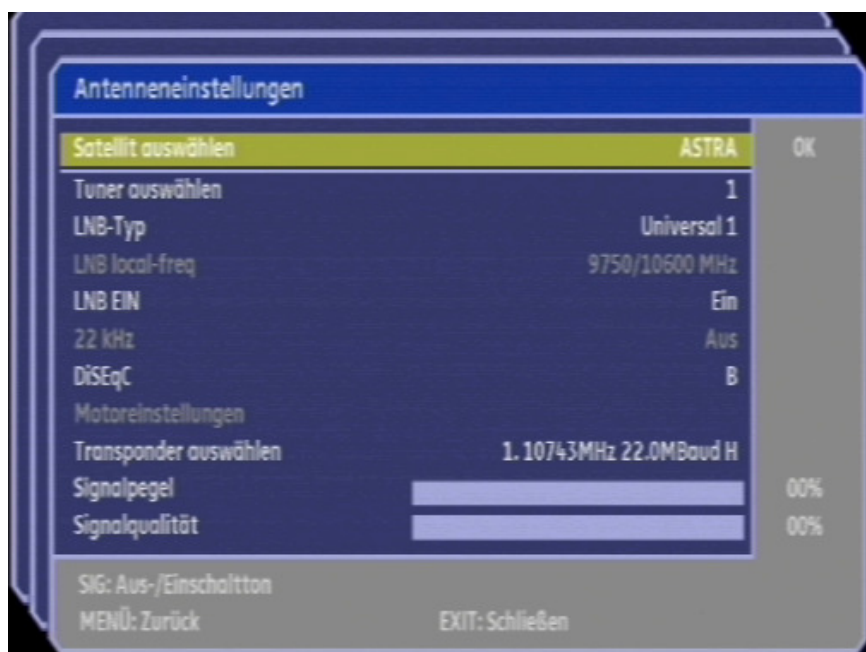 Antenneneinstellungen
Satellit auswählen ASTRA OK
Tuner auswählen 1
LNB-Typ Universal 1
LNB local-freq 9750/10600 MHz
LNB EIN Ein
22 kHz Aus
DiSEqC B
Motoreinstellungen
Transponder auswählen 1. 10743MHz 22.0MBaud H
Signalpegel 00%
Signalqualität 00%
SIG: Aus-/Einschaltton
MENÜ: Zurück EXIT: Schließen